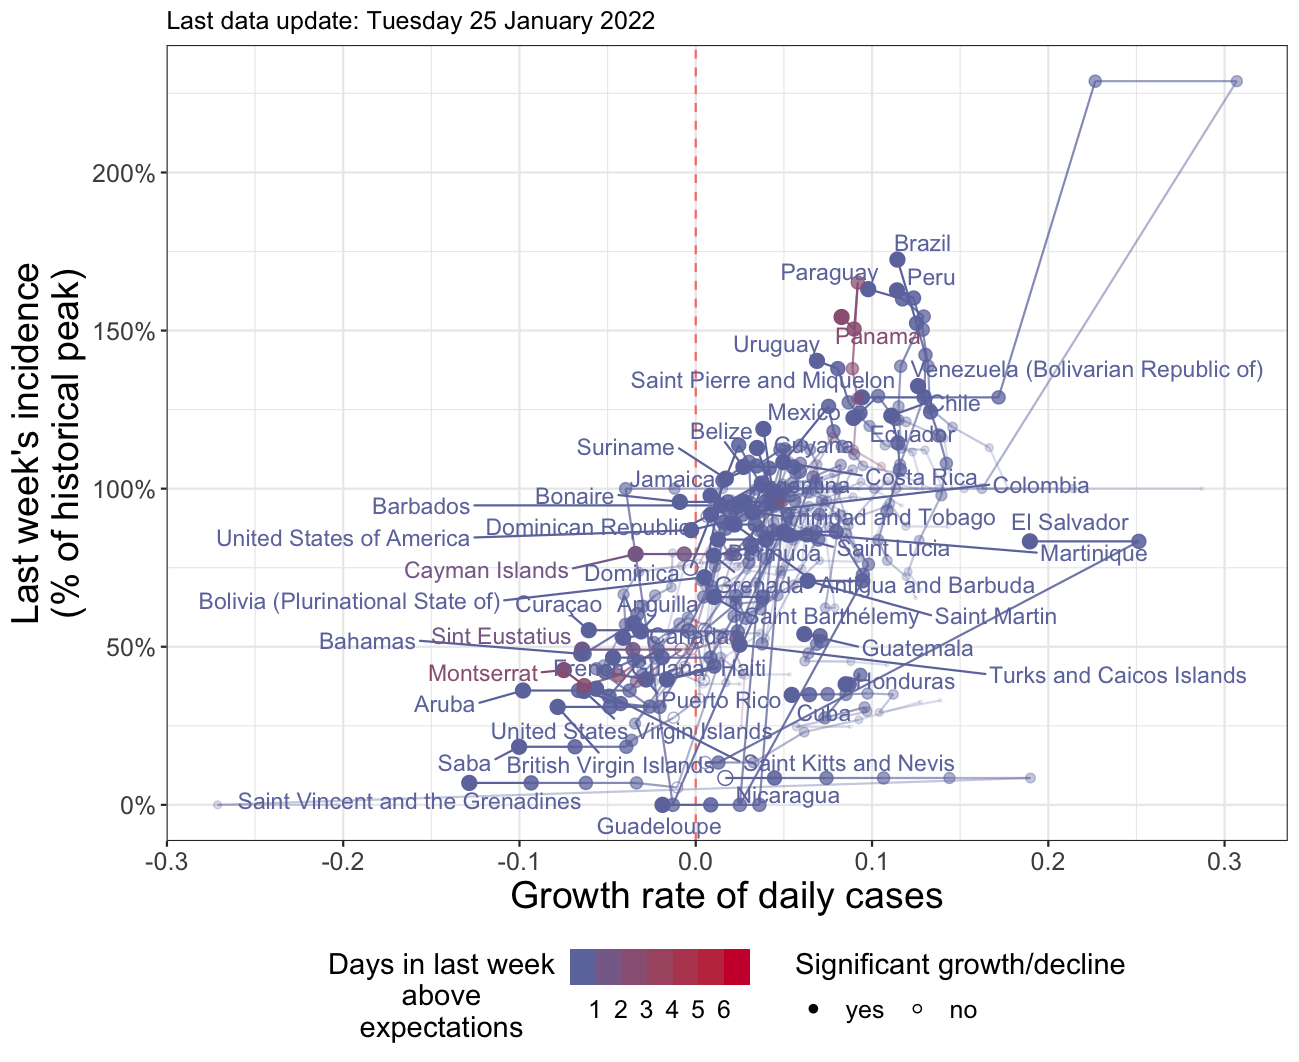 Last data update: Tuesday 25 January 2022
Last week's incidence
(% of historical peak)
200%
150%
100%
50%
0%
Brazil
Paraguay
Peru
Panama
Uruguay
Venezuela (Bolivarian Republic of)
Saint Pierre and Miquelon
Chile
Mexico
Belize
Ecuador
Suriname
Guyana
Jamaica
Costa Rica
Colombia
Bonaire
Barbados
Dominican Republic
Trinidad and Tobago
El Salvador
United States of America
Bermuda
Saint Lucia
Martinique
Cayman Islands
Dominica
Grenada
Antigua and Barbuda
Bolivia (Plurinational State of)
Curaçao
Anguilla
Saint Barthélemy
Saint Martin
Bahamas
Sint Eustatius
Canada
Guatemala
Montserrat
French Guiana
Haiti
Turks and Caicos Islands
Honduras
Aruba
Puerto Rico
Cuba
United States Virgin Islands
Saba
British Virgin Islands
Saint Kitts and Nevis
Saint Vincent and the Grenadines
Nicaragua
Guadeloupe
-0.3
-0.2
-0.1
0.0
0.1
0.2
0.3
Growth rate of daily cases
Days in last week
above
expectations
1 2 3 4 5 6
Significant growth/decline
yes
no